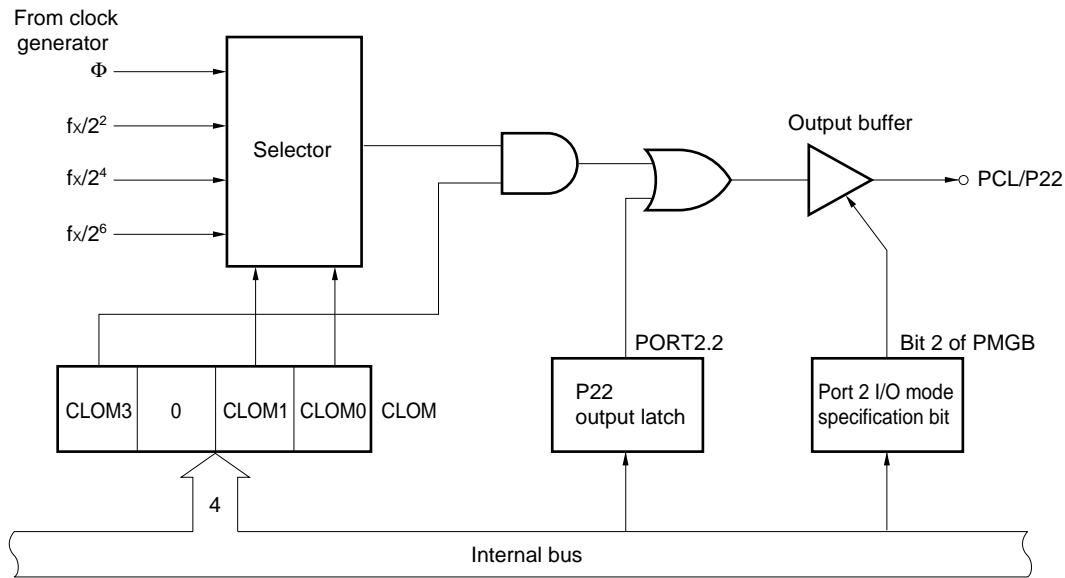 From clock
generator
Φ
fx/2²
fx/2⁴
fx/2⁶
Selector
Output buffer
PCL/P22
PORT2.2
Bit 2 of PMGB
CLOM3 0 CLOM1 CLOM0 CLOM
P22
output latch
Port 2 I/O mode
specification bit
4
Internal bus